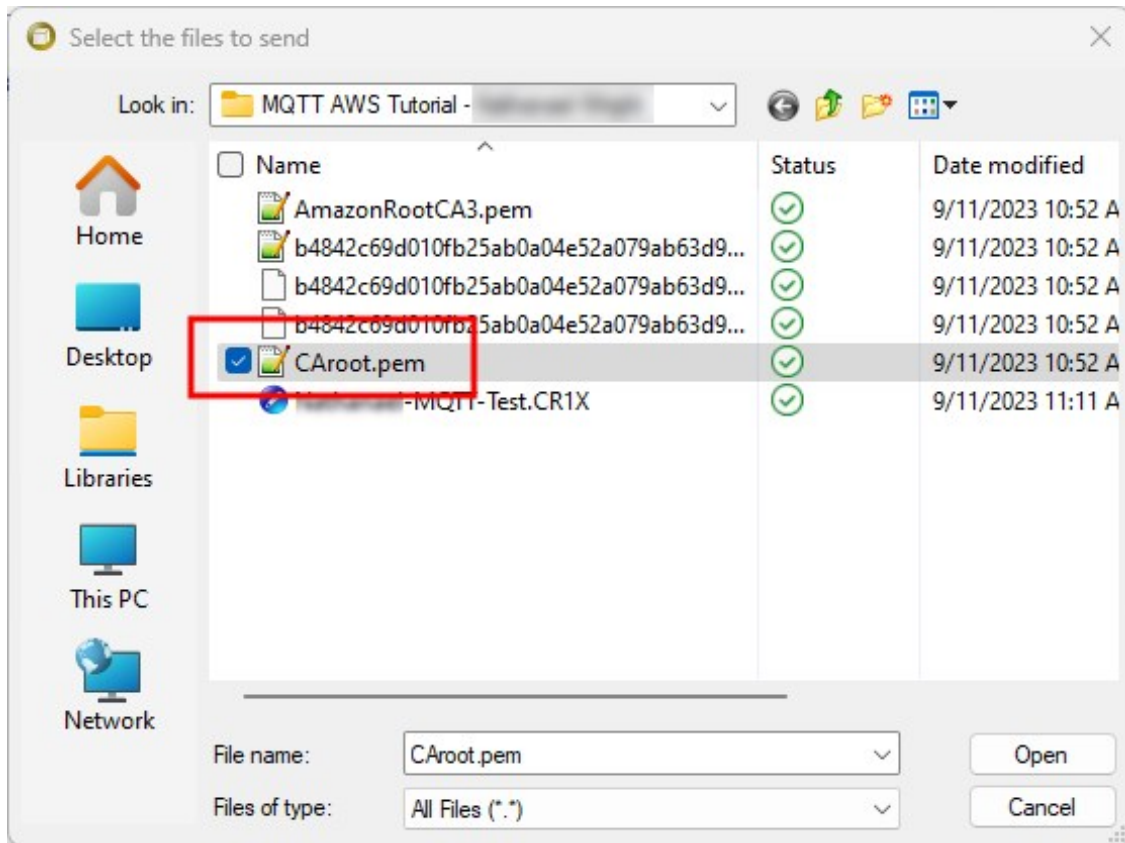 Select the files to send
Look in: MQTT AWS Tutorial -
Name Status Date modified
AmazonRootCA3.pem 9/11/2023 10:52 A
b4842c69d010fb25ab0a04e52a079ab63d9... 9/11/2023 10:52 A
b4842c69d010fb25ab0a04e52a079ab63d9... 9/11/2023 10:52 A
b4842c69d010fb25ab0a04e52a079ab63d9... 9/11/2023 10:52 A
CAroot.pem 9/11/2023 10:52 A
-MQTT-Test.CR1X 9/11/2023 11:11 A
Home
Desktop
Libraries
This PC
Network
File name: CAroot.pem Open
Files of type: All Files (*.*) Cancel